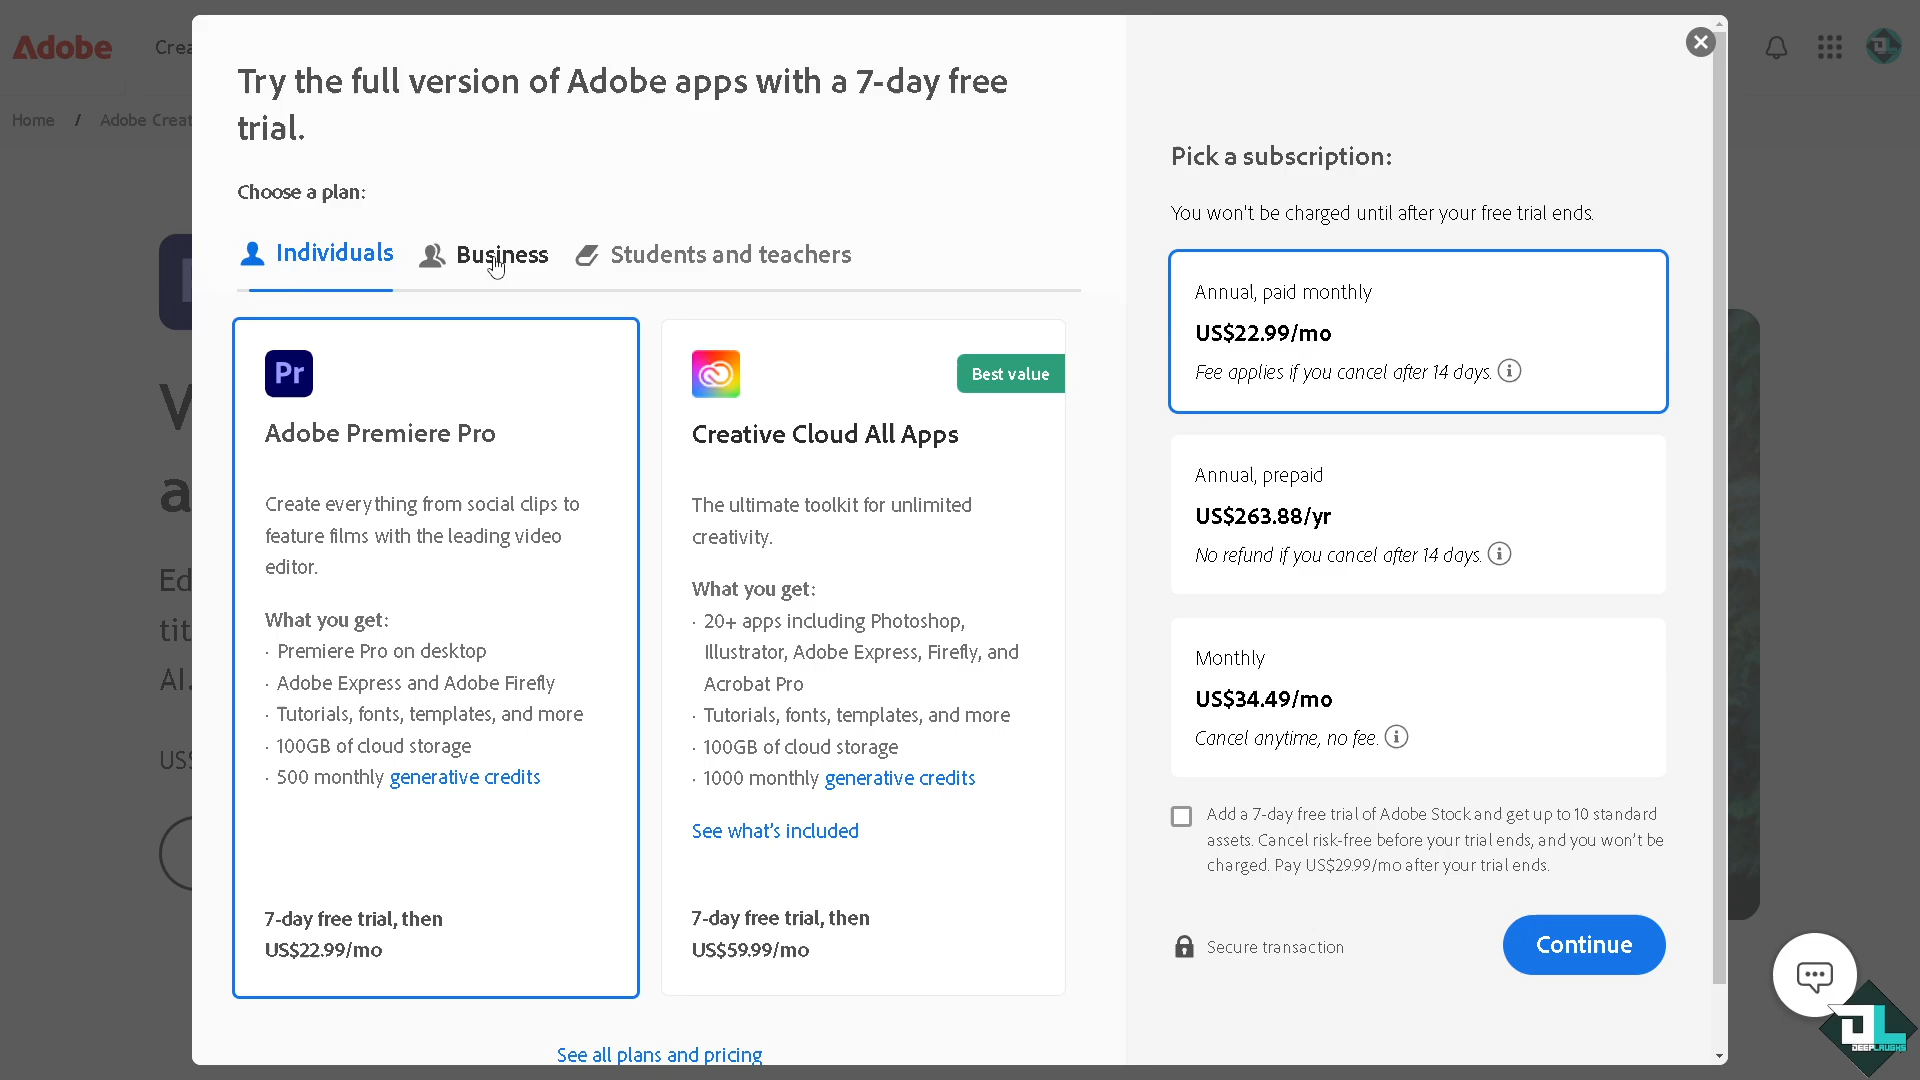 Adobe
Crea
Home / Adobe Creat
Try the full version of Adobe apps with a 7-day free
trial.
Choose a plan:
Individuals
Business
Students and teachers
Pr
Adobe Premiere Pro
Create everything from social clips to
feature films with the leading video
editor.
What you get:
· Premiere Pro on desktop
· Adobe Express and Adobe Firefly
· Tutorials, fonts, templates, and more
· 100GB of cloud storage
· 500 monthly generative credits
7-day free trial, then
US$22.99/mo
Best value
Creative Cloud All Apps
The ultimate toolkit for unlimited
creativity.
What you get:
· 20+ apps including Photoshop,
Illustrator, Adobe Express, Firefly, and
Acrobat Pro
· Tutorials, fonts, templates, and more
· 100GB of cloud storage
· 1000 monthly generative credits
See what's included
7-day free trial, then
US$59.99/mo
See all plans and pricing
Pick a subscription:
You won't be charged until after your free trial ends.
Annual, paid monthly
US$22.99/mo
Fee applies if you cancel after 14 days.
Annual, prepaid
US$263.88/yr
No refund if you cancel after 14 days.
Monthly
US$34.49/mo
Cancel anytime, no fee.
Add a 7-day free trial of Adobe Stock and get up to 10 standard
assets. Cancel risk-free before your trial ends, and you won't be
charged. Pay US$29.99/mo after your trial ends.
Secure transaction
Continue
Ed
tit
AI.
US$
DEEPLAUGHS